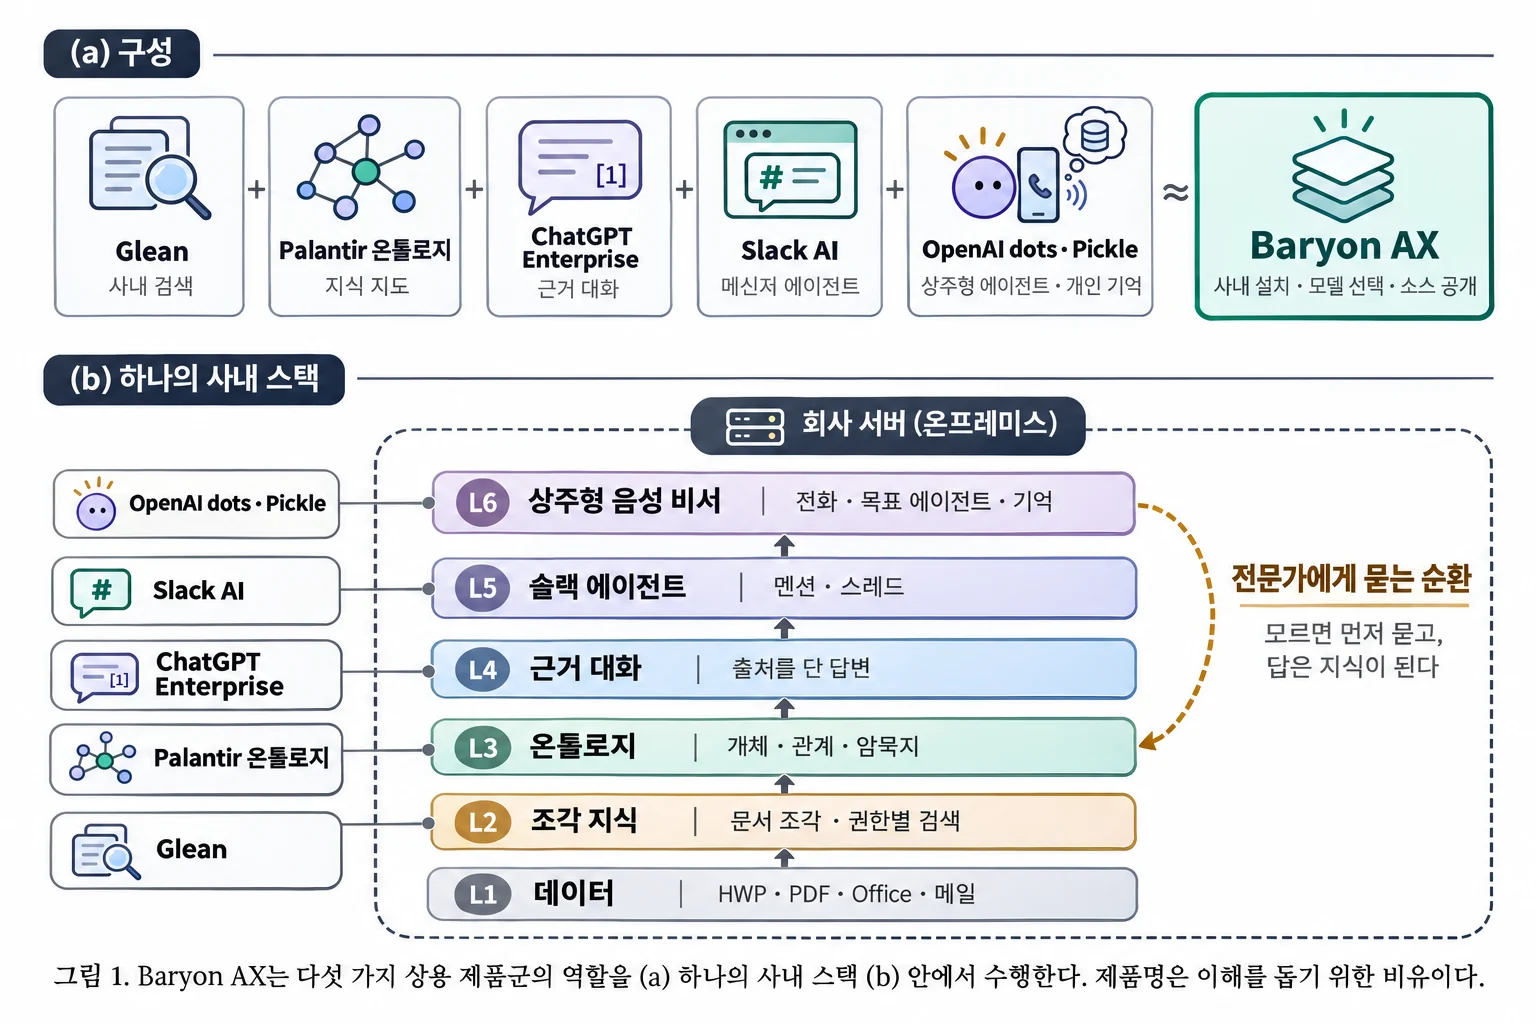 (a) 구성
[1]
#
Glean
사내 검색
+
Palantir 온톨로지
지식 지도
+
ChatGPT
Enterprise
근거 대화
+
Slack AI
메신저 에이전트
+
OpenAI dots · Pickle
상주형 에이전트 · 개인 기억
≈
Baryon AX
사내 설치 · 모델 선택 · 소스 공개
(b) 하나의 사내 스택
회사 서버 (온프레미스)
OpenAI dots · Pickle
L6 상주형 음성 비서 | 전화 · 목표 에이전트 · 기억
# Slack AI
L5 슬랙 에이전트 | 멘션 · 스레드
전문가에게 묻는 순환
모르면 먼저 묻고,
답은 지식이 된다
[1] ChatGPT
Enterprise
L4 근거 대화 | 출처를 단 답변
Palantir 온톨로지
L3 온톨로지 | 개체 · 관계 · 암묵지
Glean
L2 조각 지식 | 문서 조각 · 권한별 검색
L1 데이터 | HWP · PDF · Office · 메일
그림 1. Baryon AX는 다섯 가지 상용 제품군의 역할을 (a) 하나의 사내 스택 (b) 안에서 수행한다. 제품명은 이해를 돕기 위한 비유이다.